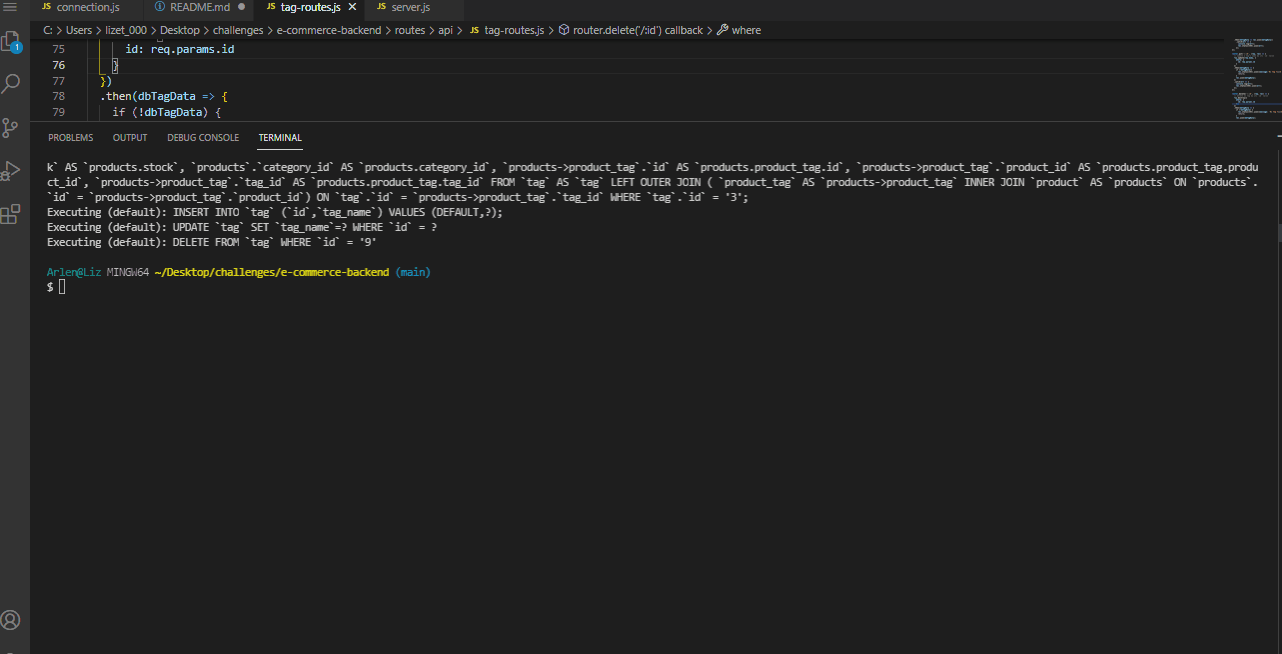 JS connection.js
README.md
JS tag-routes.js
JS server.js
C: > Users > lizet_000 > Desktop > challenges > e-commerce-backend > routes > api > JS tag-routes.js > router.delete('/:id') callback > where
75 id: req.params.id
76 }
77 })
78 .then(dbTagData => {
79 if (!dbTagData) {
1
PROBLEMS OUTPUT DEBUG CONSOLE TERMINAL
k` AS `products.stock`, `products`.`category_id` AS `products.category_id`, `products->product_tag`.`id` AS `products.product_tag.id`, `products->product_tag`.`product_id` AS `products.product_tag.produ
ct_id`, `products->product_tag`.`tag_id` AS `products.product_tag.tag_id` FROM `tag` AS `tag` LEFT OUTER JOIN ( `product_tag` AS `products->product_tag` INNER JOIN `product` AS `products` ON `products`.
`id` = `products->product_tag`.`product_id`) ON `tag`.`id` = `products->product_tag`.`tag_id` WHERE `tag`.`id` = '3';
Executing (default): INSERT INTO `tag` (`id`,`tag_name`) VALUES (DEFAULT,?);
Executing (default): UPDATE `tag` SET `tag_name`=? WHERE `id` = ?
Executing (default): DELETE FROM `tag` WHERE `id` = '9'
Arlen@Liz MINGW64 ~/Desktop/challenges/e-commerce-backend (main)
$